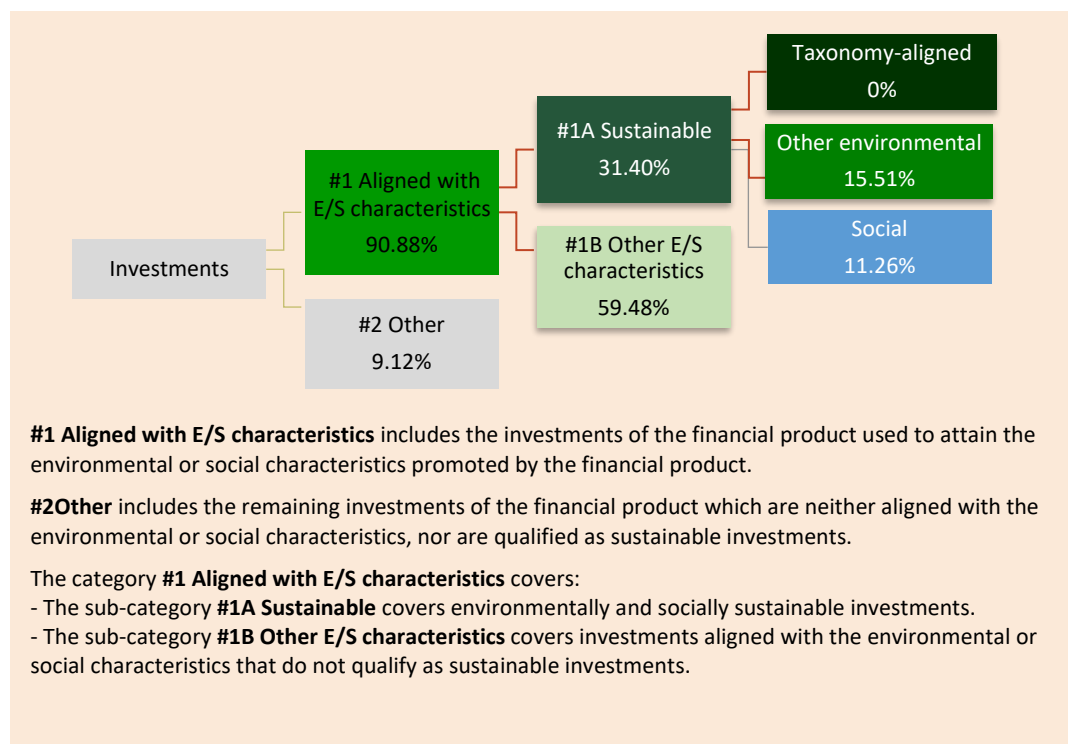 Taxonomy-aligned
0%
#1A Sustainable
31.40%
Other environmental
15.51%
#1 Aligned with
E/S characteristics
90.88%
Social
11.26%
#1B Other E/S
characteristics
59.48%
Investments
#2 Other
9.12%
#1 Aligned with E/S characteristics includes the investments of the financial product used to attain the
environmental or social characteristics promoted by the financial product.
#2Other includes the remaining investments of the financial product which are neither aligned with the
environmental or social characteristics, nor are qualified as sustainable investments.
The category #1 Aligned with E/S characteristics covers:
- The sub-category #1A Sustainable covers environmentally and socially sustainable investments.
- The sub-category #1B Other E/S characteristics covers investments aligned with the environmental or
social characteristics that do not qualify as sustainable investments.